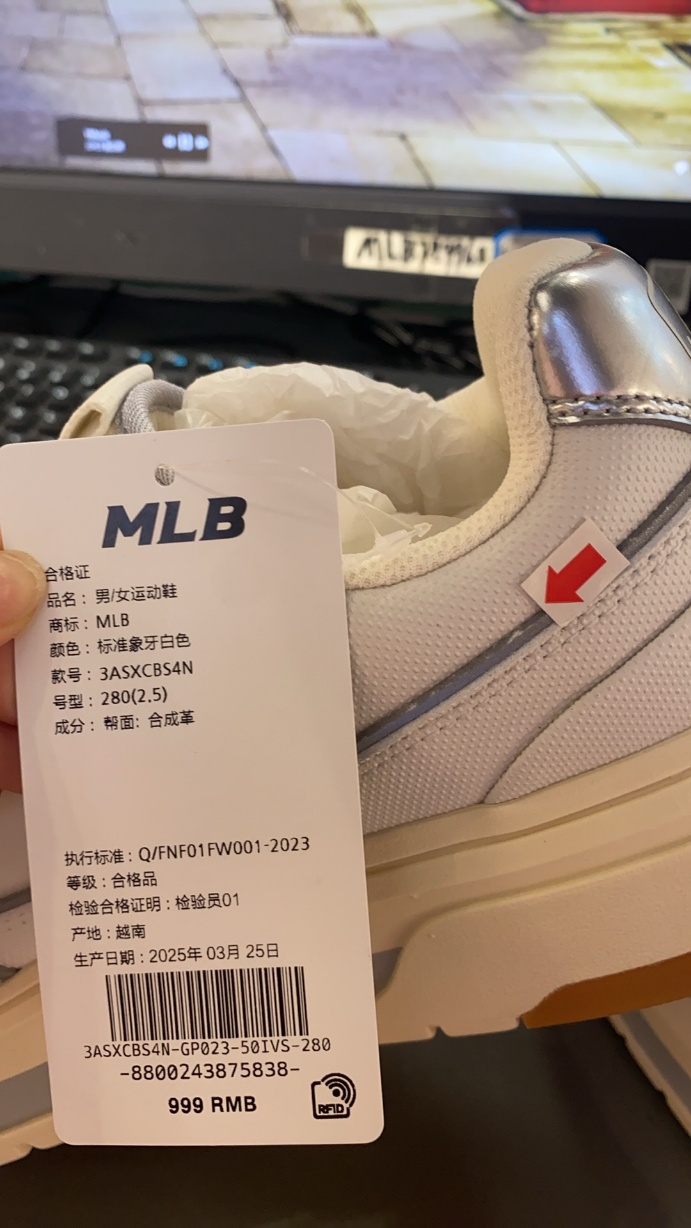 MLB
合格证
品名：男/女运动鞋
商标：MLB
颜色：标准象牙白色
款号：3ASXCBS4N
号型：280(2.5)
成分：帮面: 合成革
执行标准：Q/FNF01FW001-2023
等级：合格品
检验合格证明：检验员01
产地：越南
生产日期：2025年 03月 25日
3ASXCBS4N-GP023-50IVS-280
-8800243875838-
999 RMB
RFID